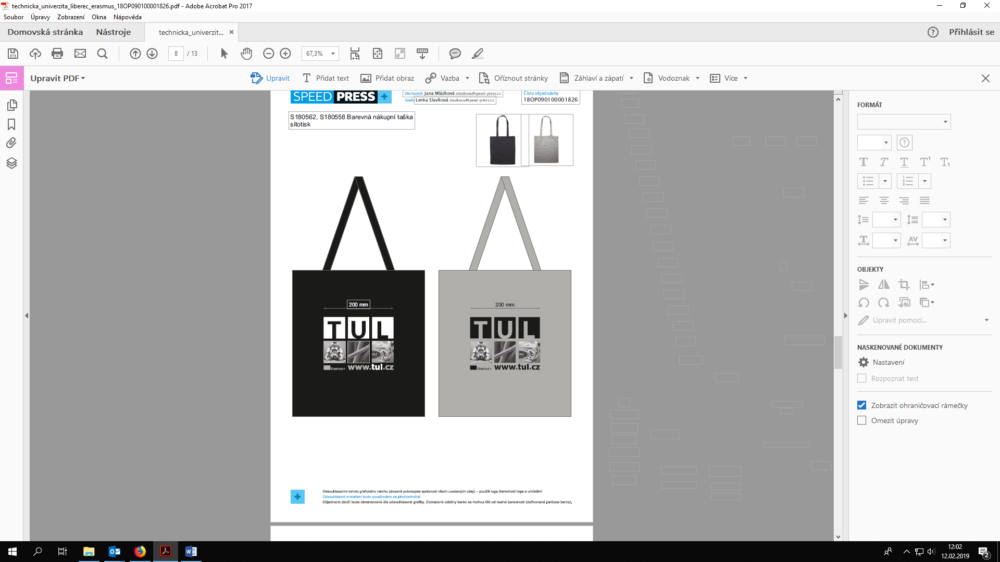 technicka_univerzita_liberec_erasmus_18OP090100001826.pdf - Adobe Acrobat Pro 2017
Soubor Úpravy Zobrazení Okna Nápověda
Domovská stránka Nástroje technicka_univerzit... × Přihlásit se
8 / 13 67,3%
Upravit PDF Upravit Přidat text Přidat obraz Vazba Oříznout stránky Záhlaví a zápatí Vodoznak Více
SPEED PRESS
Obchodník Jana Mládková mladkova@speed-press.cz
Lenka Slavíková slavikova@speed-press.cz
Číslo objednávky
18OP090100001826
S180562, S180558 Barevná nákupní taška
sítotisk
200 mm
TUL
Erasmus+ www.tul.cz
200 mm
TUL
Erasmus+ www.tul.cz
Odsouhlasením tohoto grafického návrhu závazně potvrzujete správnost všech uvedených údajů – použití loga, barevnost loga a umístění.
Odsouhlasení e-mailem bude považováno za plnohodnotné.
Objednané zboží bude obrandované dle odsouhlasené grafiky. Zobrazené odstíny barev se mohou lišit od reálné barevnosti (definovaná pantone barva),
FORMÁT
OBJEKTY
Upravit pomocí...
NASKENOVANÉ DOKUMENTY
Nastavení
Rozpoznat text
Zobrazit ohraničovací rámečky
Omezit úpravy
12:02
12.02.2019
2